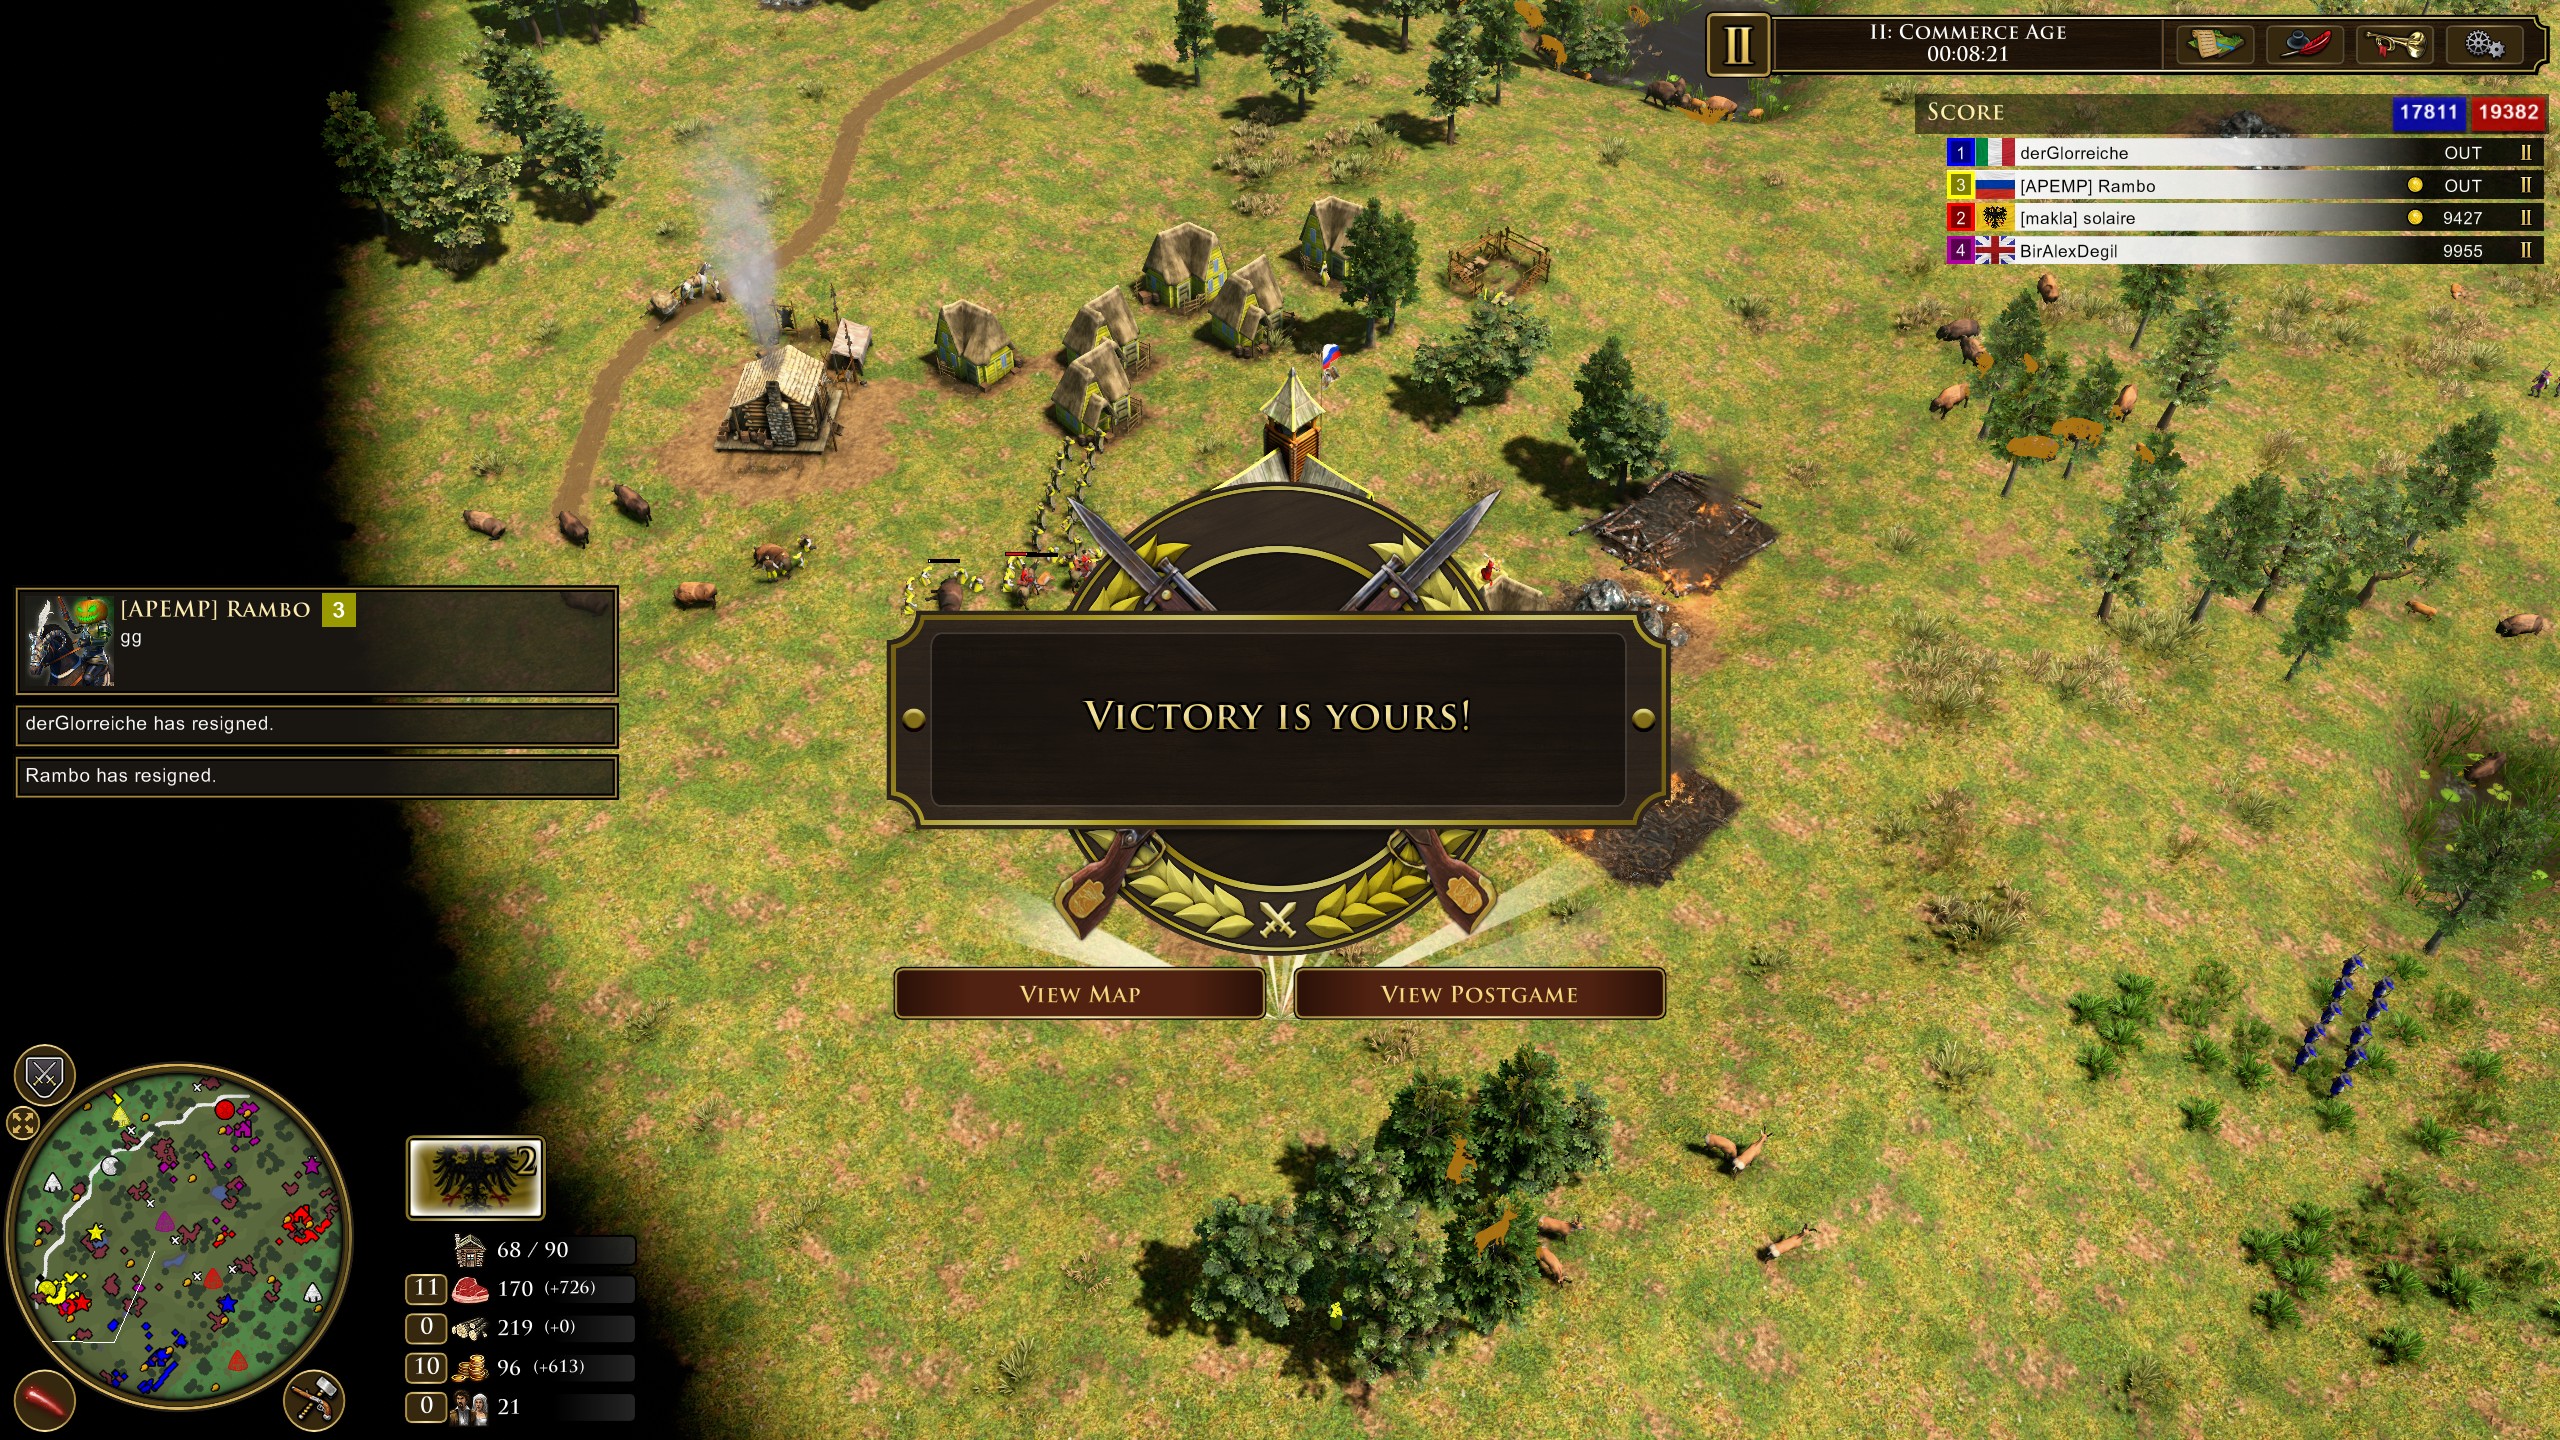 II
II: Commerce Age
00:08:21
Score
17811
19382
1 derGlorreiche OUT II
3 [APEMP] Rambo OUT II
2 [makla] solaire 9427 II
4 BirAlexDegil 9955 II
[APEMP] Rambo 3
gg
derGlorreiche has resigned.
Rambo has resigned.
Victory is yours!
View Map
View Postgame
2
68 / 90
11 170 (+726)
0 219 (+0)
10 96 (+613)
0 21